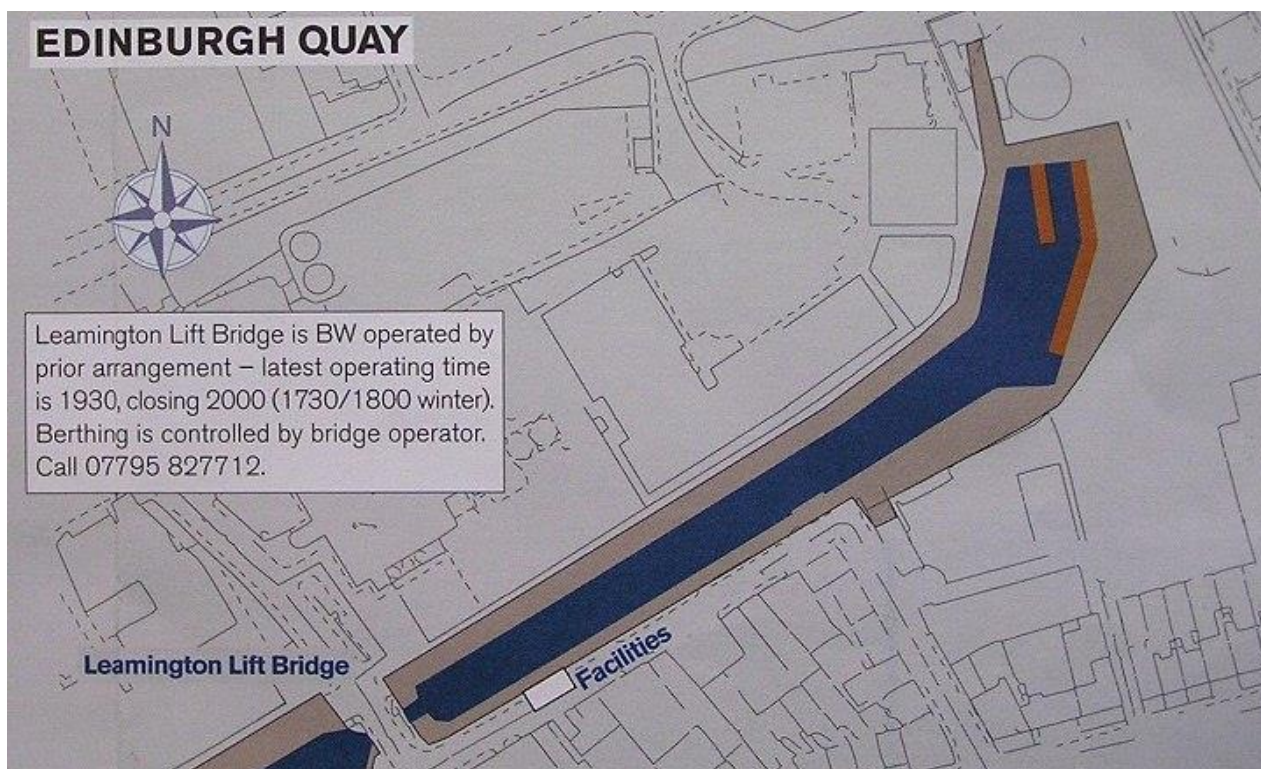 EDINBURGH QUAY
N
Leamington Lift Bridge is BW operated by
prior arrangement – latest operating time
is 1930, closing 2000 (1730/1800 winter).
Berthing is controlled by bridge operator.
Call 07795 827712.
Leamington Lift Bridge
Facilities